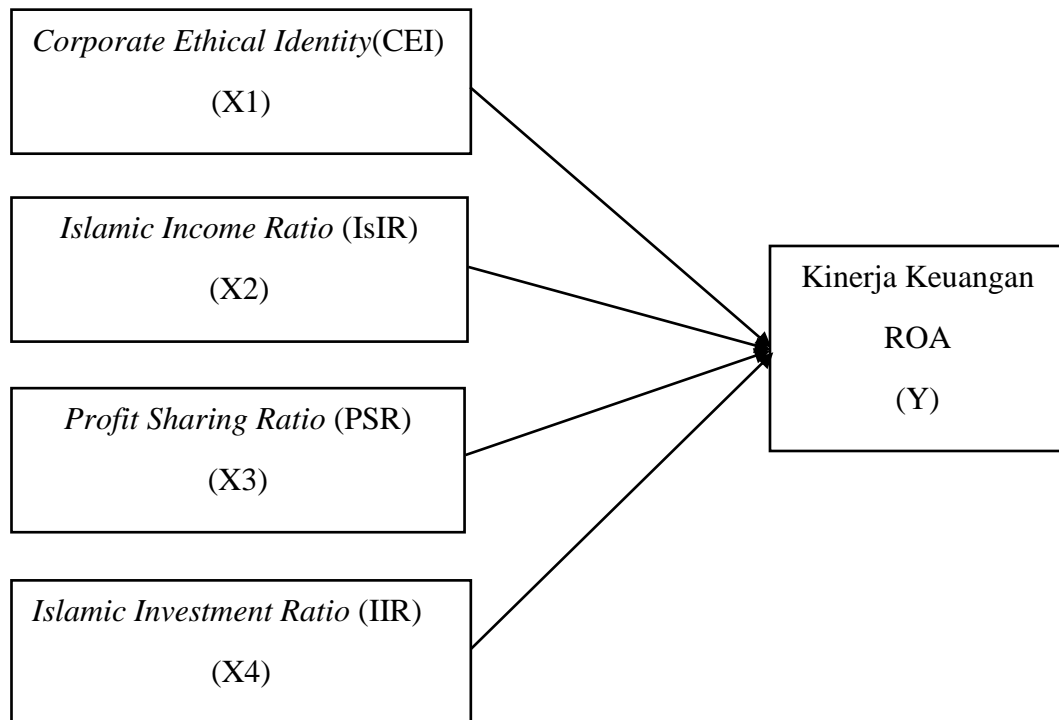 Corporate Ethical Identity(CEI)
(X1)
Islamic Income Ratio (IsIR)
(X2)
Profit Sharing Ratio (PSR)
(X3)
Islamic Investment Ratio (IIR)
(X4)
Kinerja Keuangan
ROA
(Y)